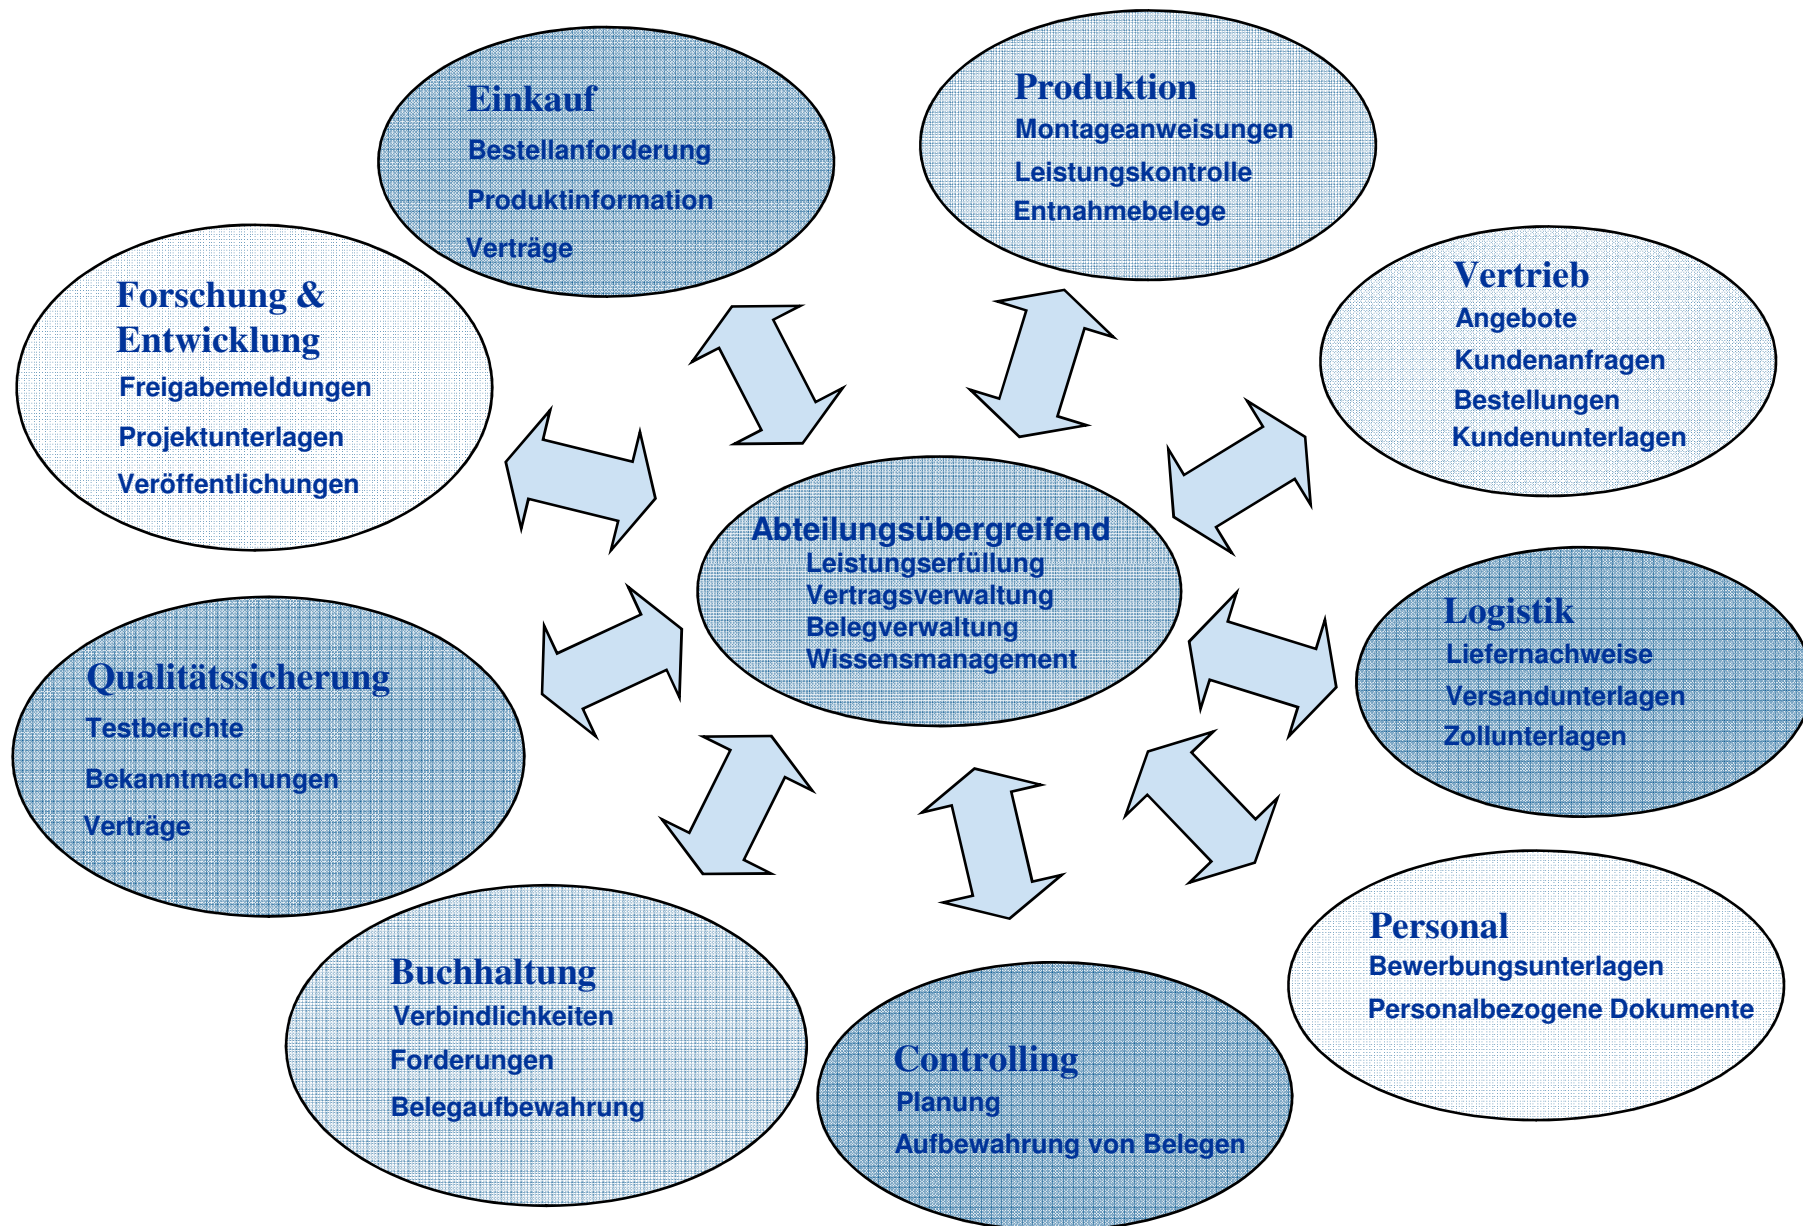 Einkauf
Bestellanforderung
Produktinformation
Verträge
Produktion
Montageanweisungen
Leistungskontrolle
Entnahmebelege
Forschung &
Entwicklung
Freigabemeldungen
Projektunterlagen
Veröffentlichungen
Vertrieb
Angebote
Kundenanfragen
Bestellungen
Kundenunterlagen
Abteilungsübergreifend
Leistungserfüllung
Vertragsverwaltung
Belegverwaltung
Wissensmanagement
Qualitätssicherung
Testberichte
Bekanntmachungen
Verträge
Logistik
Liefernachweise
Versandunterlagen
Zollunterlagen
Buchhaltung
Verbindlichkeiten
Forderungen
Belegaufbewahrung
Controlling
Planung
Aufbewahrung von Belegen
Personal
Bewerbungsunterlagen
Personalbezogene Dokumente